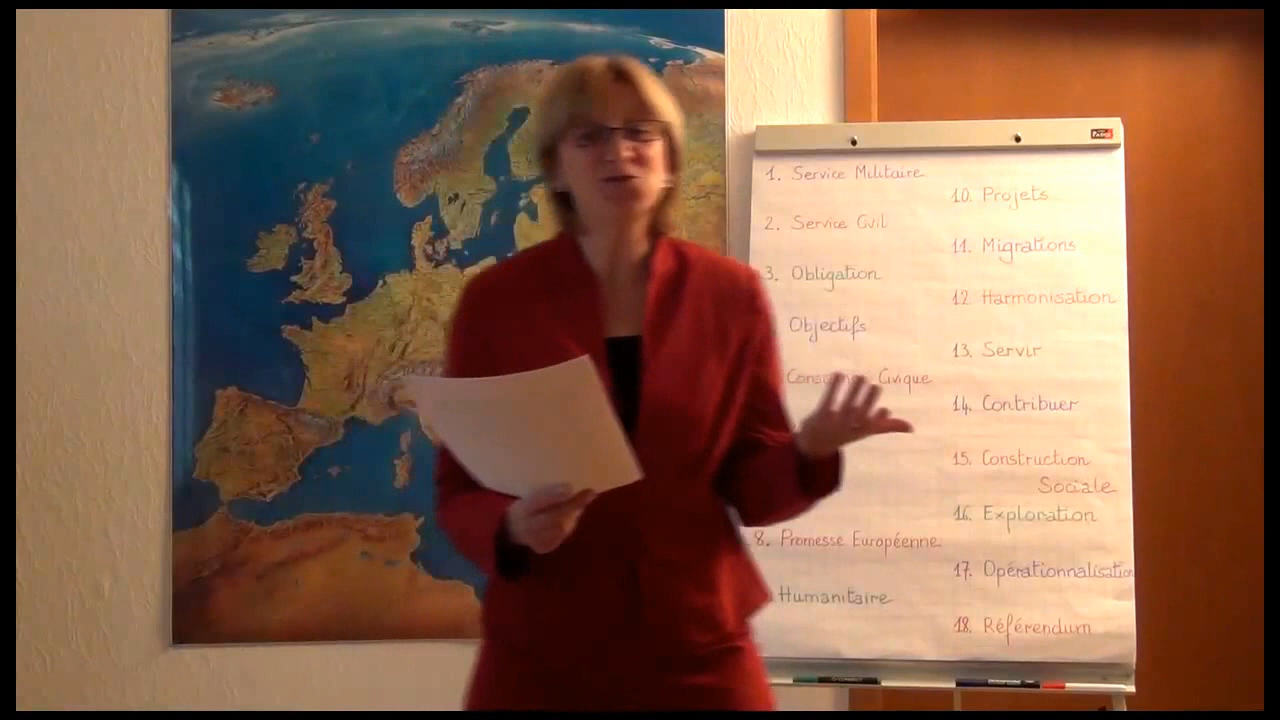 1. Service Militaire
2. Service Civil
3. Obligation
Objectifs
Civique
8. Promesse Européenne
Humanitaire
10. Projets
11. Migrations
12 Harmonisation
13. Servir
14. Contribuer
15. Construction
Sociale
16. Exploration
17. Opérationnalisation
18. Référendum